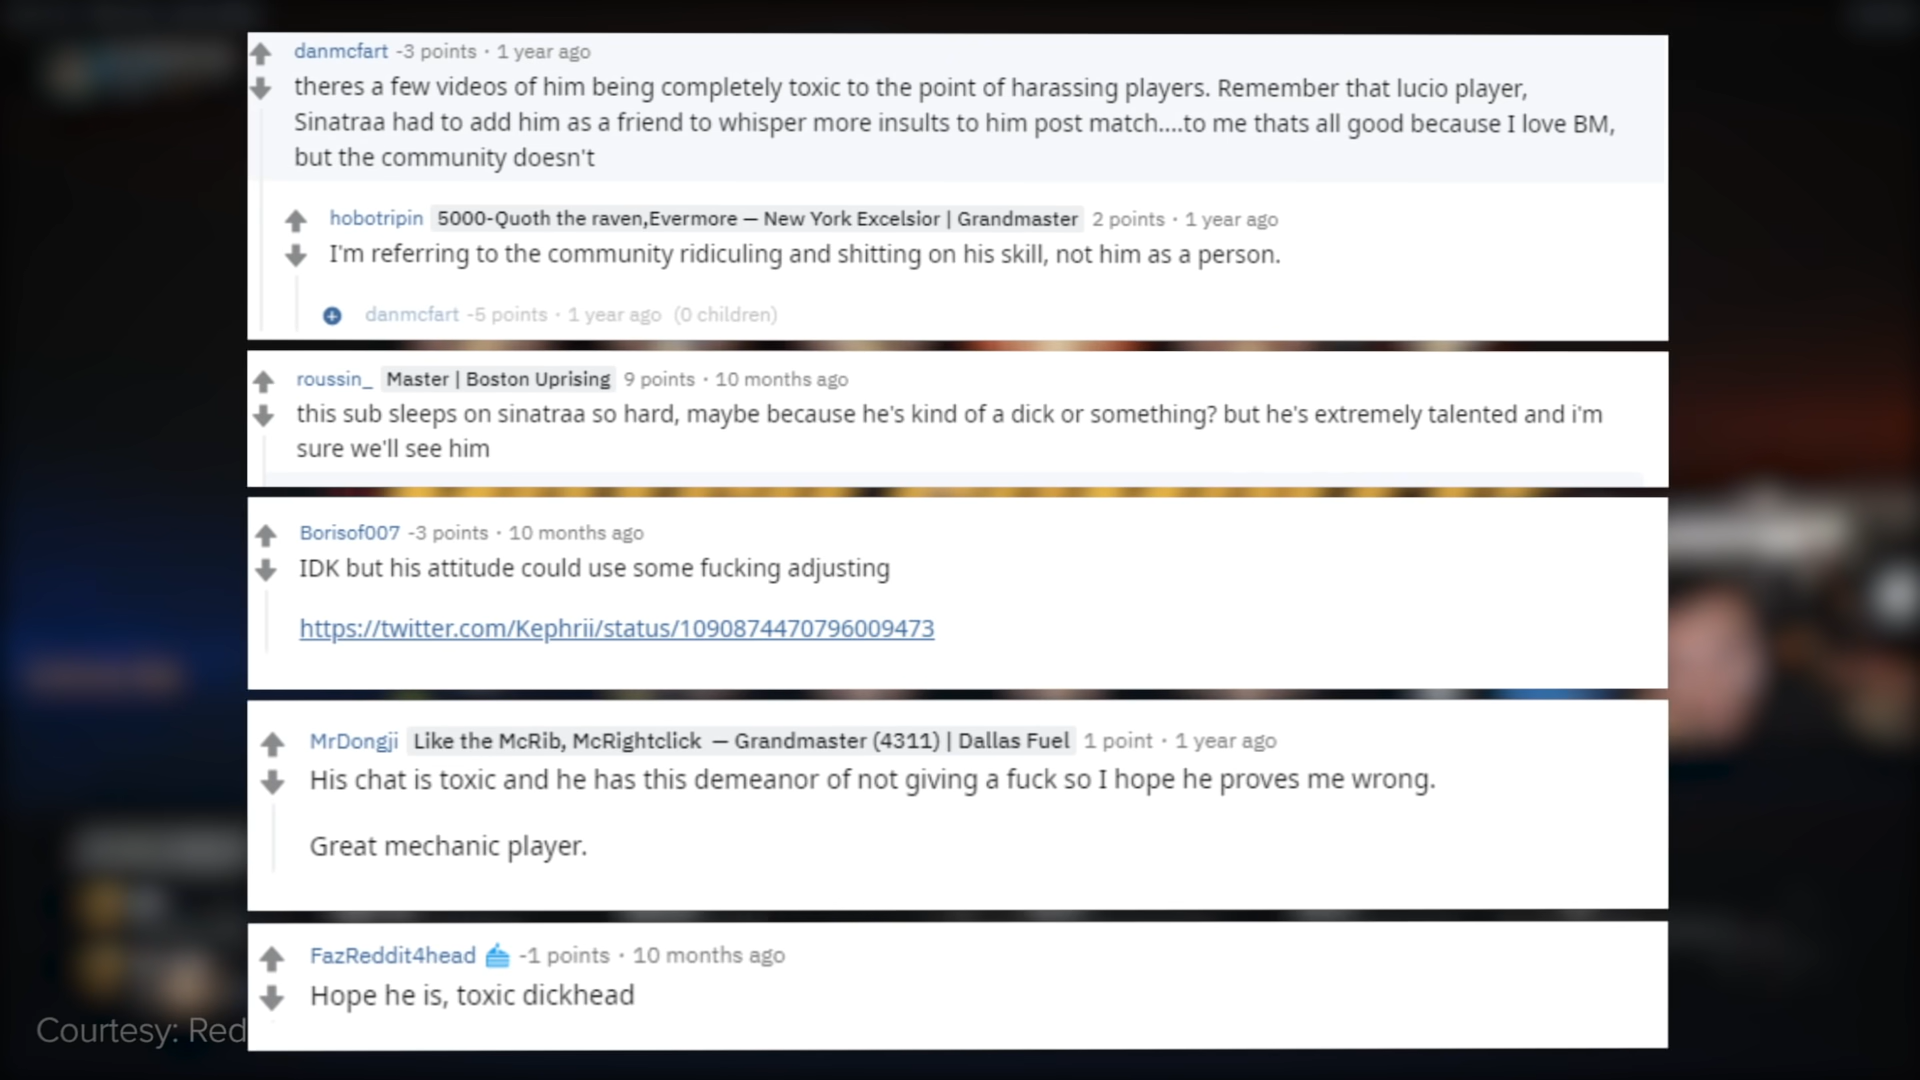 danmcfart -3 points · 1 year ago
theres a few videos of him being completely toxic to the point of harassing players. Remember that lucio player,
Sinatraa had to add him as a friend to whisper more insults to him post match....to me thats all good because I love BM,
but the community doesn't
hobotripin 5000-Quoth the raven,Evermore — New York Excelsior | Grandmaster 2 points · 1 year ago
I'm referring to the community ridiculing and shitting on his skill, not him as a person.
danmcfart -5 points · 1 year ago (0 children)
roussin_ Master | Boston Uprising 9 points · 10 months ago
this sub sleeps on sinatraa so hard, maybe because he's kind of a dick or something? but he's extremely talented and i'm
sure we'll see him
Borisof007 -3 points · 10 months ago
IDK but his attitude could use some fucking adjusting
https://twitter.com/Kephrii/status/1090874470796009473
MrDongji Like the McRib, McRightclick — Grandmaster (4311) | Dallas Fuel 1 point · 1 year ago
His chat is toxic and he has this demeanor of not giving a fuck so I hope he proves me wrong.
Great mechanic player.
FazReddit4head -1 points · 10 months ago
Hope he is, toxic dickhead
Courtesy: Red